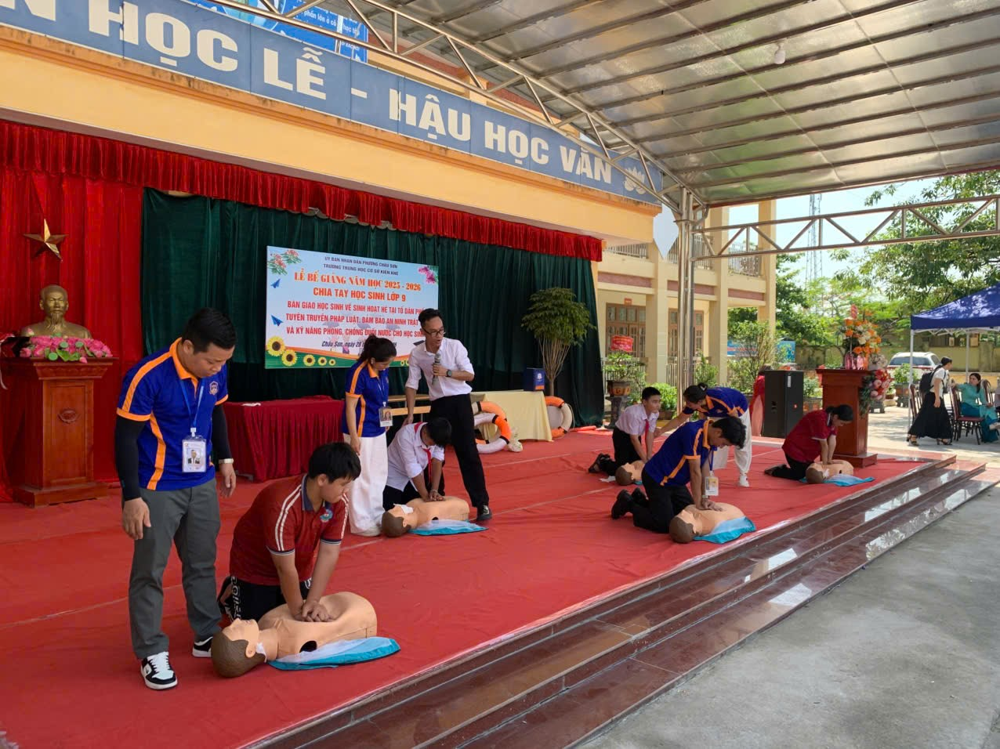 N HỌC LỄ - HẬU HỌC VĂN
ỦY BAN NHÂN DÂN PHƯỜNG CHÂU SƠN
TRƯỜNG TRUNG HỌC CƠ SỞ KIÊN KHÊ
LỄ BẾ GIẢNG NĂM HỌC 2025 - 2026
CHIA TAY HỌC SINH LỚP 9
BÀN GIAO HỌC SINH VỀ SINH HOẠT HÈ TẠI TỔ DÂN PH
TUYÊN TRUYỀN PHÁP LUẬT, ĐẢM BẢO AN NINH TRẬT
VÀ KỸ NĂNG PHÒNG, CHỐNG ĐUỐI NƯỚC CHO HỌC SIN
Châu Sơn, ngày 28